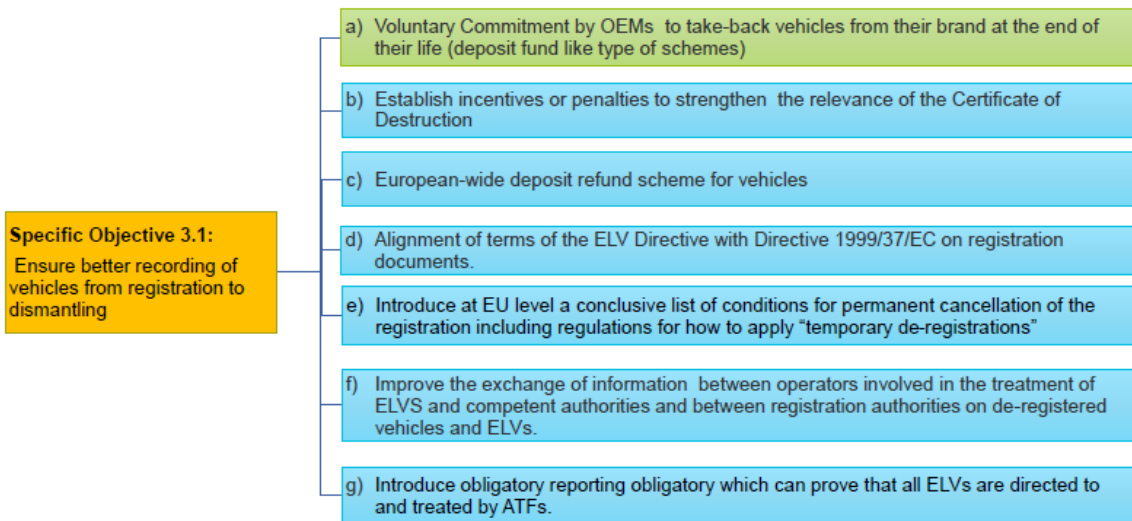 a) Voluntary Commitment by OEMs to take-back vehicles from their brand at the end of
their life (deposit fund like type of schemes)
b) Establish incentives or penalties to strengthen the relevance of the Certificate of
Destruction
c) European-wide deposit refund scheme for vehicles
Specific Objective 3.1:
Ensure better recording of
vehicles from registration to
dismantling
d) Alignment of terms of the ELV Directive with Directive 1999/37/EC on registration
documents.
e) Introduce at EU level a conclusive list of conditions for permanent cancellation of the
registration including regulations for how to apply “temporary de-registrations”
f) Improve the exchange of information between operators involved in the treatment of
ELVS and competent authorities and between registration authorities on de-registered
vehicles and ELVs.
g) Introduce obligatory reporting obligatory which can prove that all ELVs are directed to
and treated by ATFs.